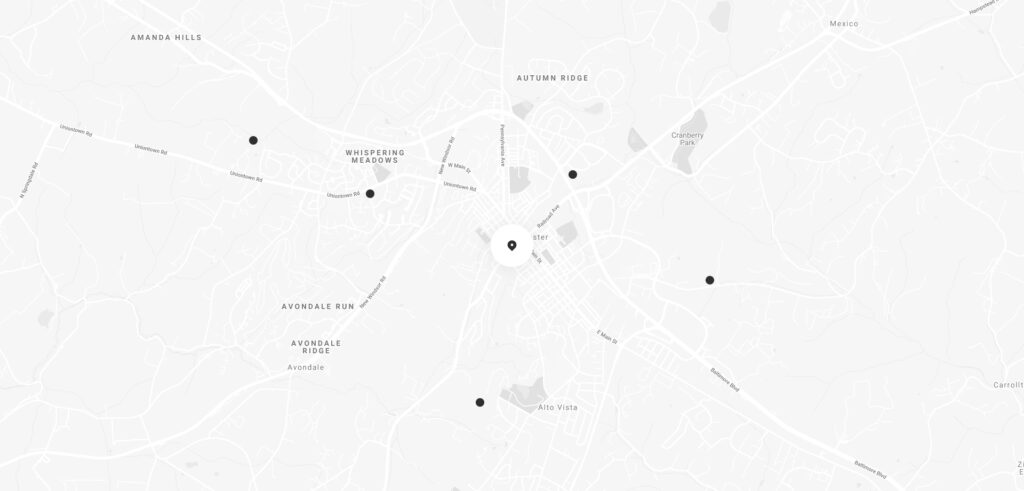 Mexico
Hampstead
AMANDA HILLS
AUTUMN RIDGE
Uniontown Rd
Pennsylvania Ave
Cranberry
Park
New Windsor Rd
Uniontown Rd
WHISPERING
MEADOWS
W Main St
N Springdale Rd
Uniontown Rd
Uniontown Rd
Uniontown Rd
Railroad Ave
ster
St
New Windsor Rd
AVONDALE RUN
E Main St
AVONDALE
RIDGE
Avondale
Baltimore Blvd
Carrollt
Alto Vista
Baltimore Blvd